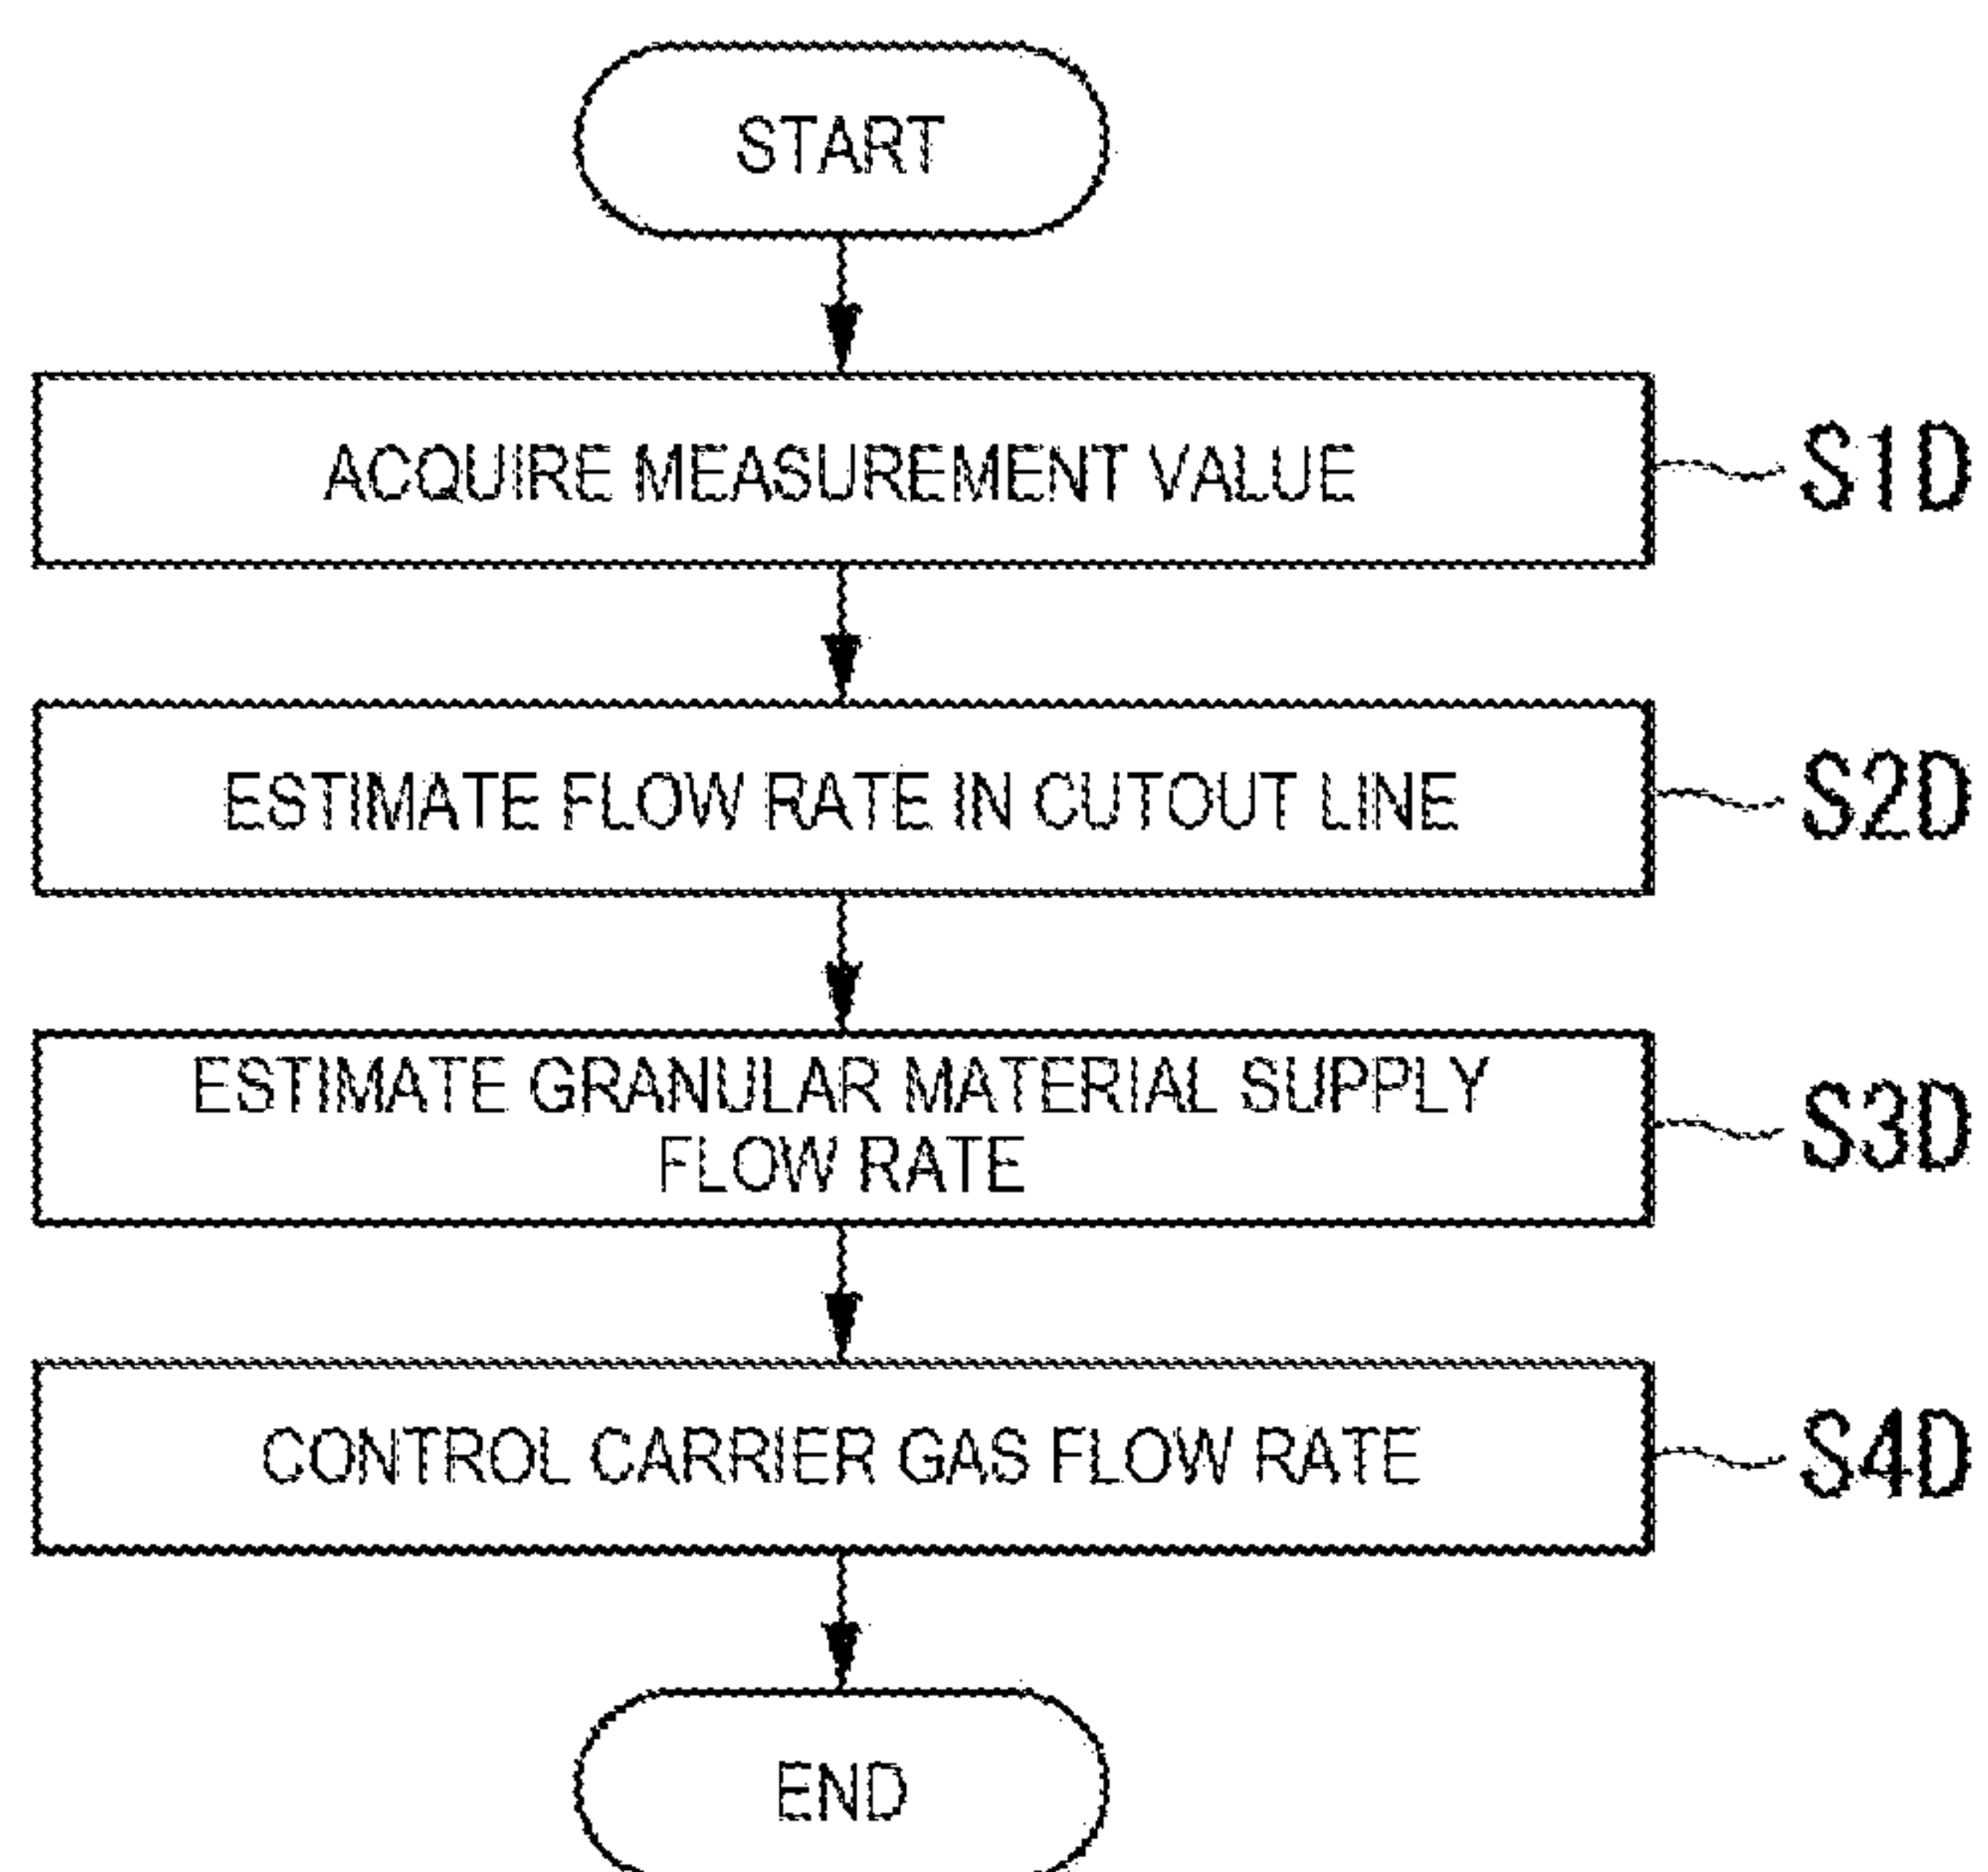 START
ACQUIRE MEASUREMENT VALUE
S1D
ESTIMATE FLOW RATE IN CUTOUT LINE
S2D
ESTIMATE GRANULAR MATERIAL SUPPLY
FLOW RATE
S3D
CONTROL CARRIER GAS FLOW RATE
S4D
END